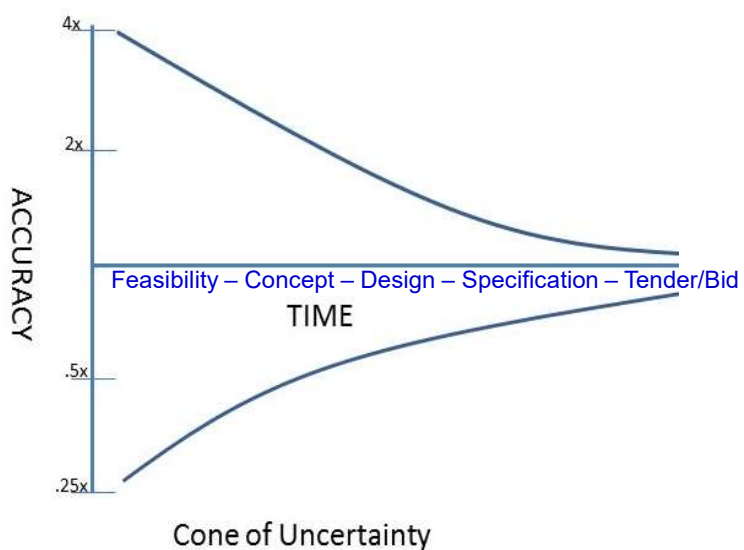 4x
2x
ACCURACY
Feasibility – Concept – Design – Specification – Tender/Bid
TIME
.5x
.25x
Cone of Uncertainty